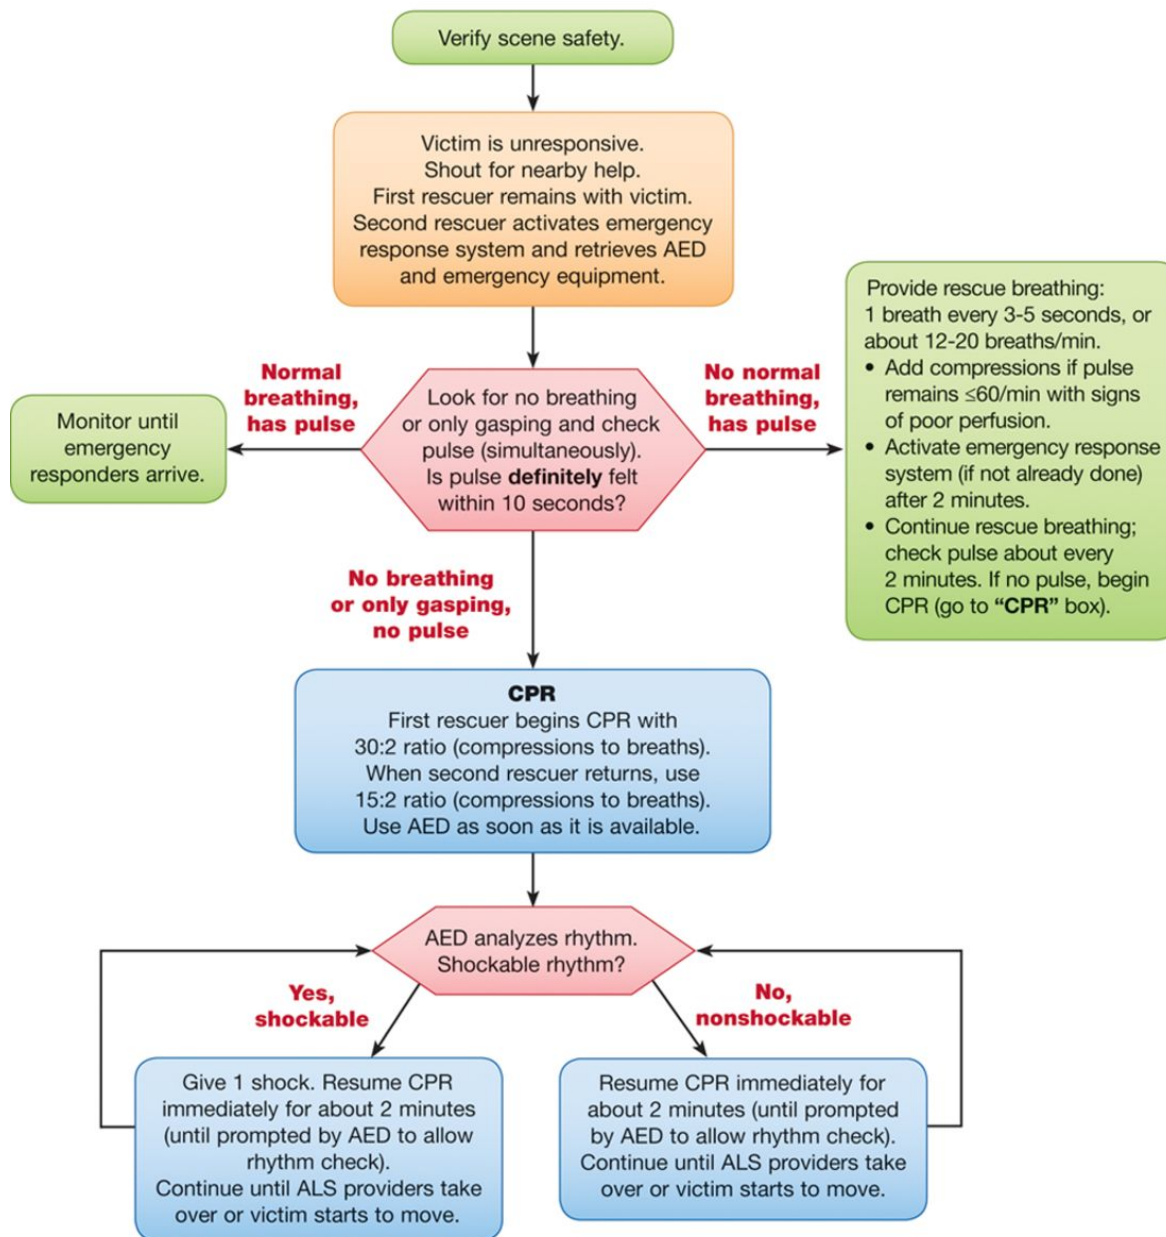 Verify scene safety.
Victim is unresponsive.
Shout for nearby help.
First rescuer remains with victim.
Second rescuer activates emergency
response system and retrieves AED
and emergency equipment.
Normal
breathing,
has pulse
Monitor until
emergency
responders arrive.
Look for no breathing
or only gasping and check
pulse (simultaneously).
Is pulse definitely felt
within 10 seconds?
No normal
breathing,
has pulse
Provide rescue breathing:
1 breath every 3-5 seconds, or
about 12-20 breaths/min.
• Add compressions if pulse
remains ≤60/min with signs
of poor perfusion.
• Activate emergency response
system (if not already done)
after 2 minutes.
• Continue rescue breathing;
check pulse about every
2 minutes. If no pulse, begin
CPR (go to “CPR” box).
No breathing
or only gasping,
no pulse
CPR
First rescuer begins CPR with
30:2 ratio (compressions to breaths).
When second rescuer returns, use
15:2 ratio (compressions to breaths).
Use AED as soon as it is available.
AED analyzes rhythm.
Shockable rhythm?
Yes,
shockable
No,
nonshockable
Give 1 shock. Resume CPR
immediately for about 2 minutes
(until prompted by AED to allow
rhythm check).
Continue until ALS providers take
over or victim starts to move.
Resume CPR immediately for
about 2 minutes (until prompted
by AED to allow rhythm check).
Continue until ALS providers take
over or victim starts to move.